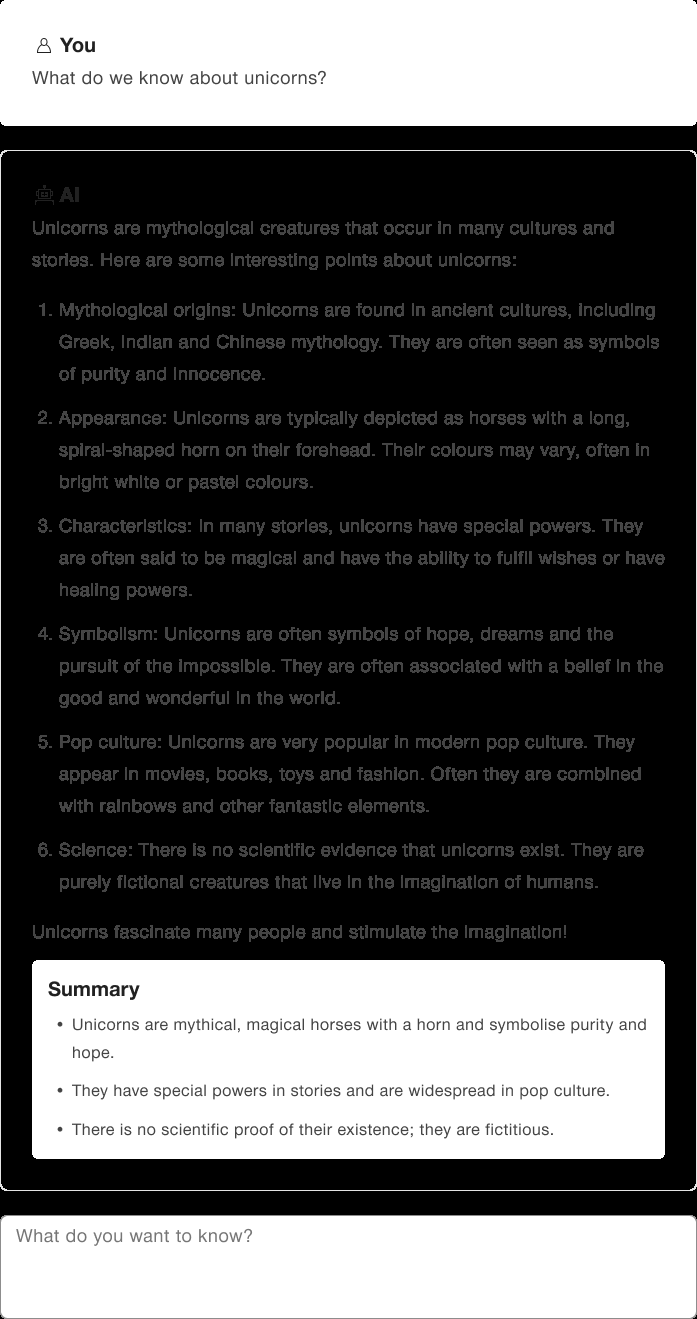 You
What do we know about unicorns?
AI
Unicorns are mythological creatures that occur in many cultures and
stories. Here are some interesting points about unicorns:
1. Mythological origins: Unicorns are found in ancient cultures, including
Greek, Indian and Chinese mythology. They are often seen as symbols
of purity and innocence.
2. Appearance: Unicorns are typically depicted as horses with a long,
spiral-shaped horn on their forehead. Their colours may vary, often in
bright white or pastel colours.
3. Characteristics: In many stories, unicorns have special powers. They
are often said to be magical and have the ability to fulfil wishes or have
healing powers.
4. Symbolism: Unicorns are often symbols of hope, dreams and the
pursuit of the impossible. They are often associated with a belief in the
good and wonderful in the world.
5. Pop culture: Unicorns are very popular in modern pop culture. They
appear in movies, books, toys and fashion. Often they are combined
with rainbows and other fantastic elements.
6. Science: There is no scientific evidence that unicorns exist. They are
purely fictional creatures that live in the imagination of humans.
Unicorns fascinate many people and stimulate the imagination!
Summary
• Unicorns are mythical, magical horses with a horn and symbolise purity and
hope.
• They have special powers in stories and are widespread in pop culture.
• There is no scientific proof of their existence; they are fictitious.
What do you want to know?